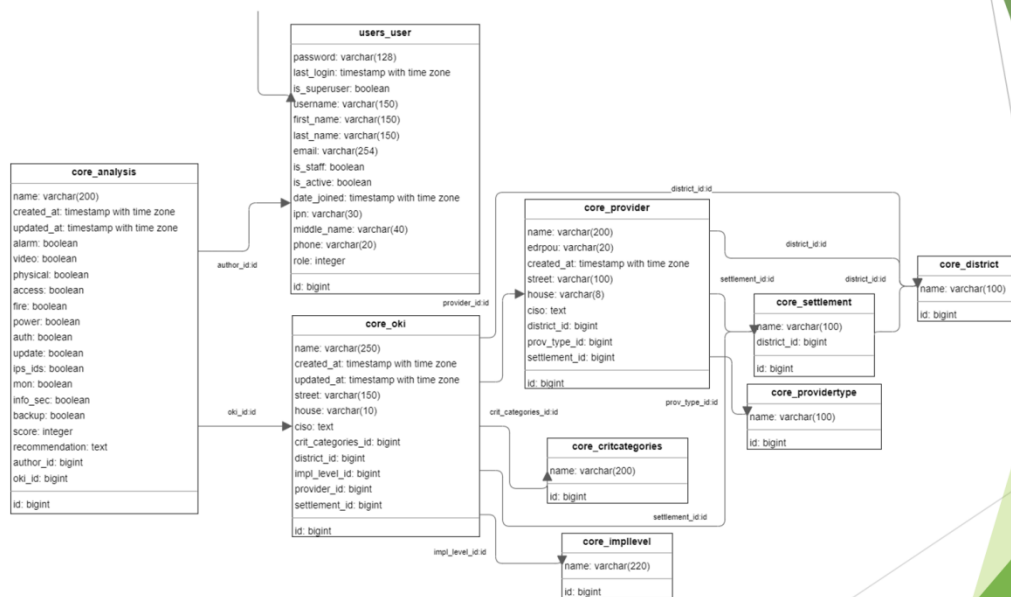 users_user
password: varchar(128)
last_login: timestamp with time zone
is_superuser: boolean
username: varchar(150)
first_name: varchar(150)
last_name: varchar(150)
email: varchar(254)
is_staff: boolean
is_active: boolean
date_joined: timestamp with time zone
ipn: varchar(30)
middle_name: varchar(40)
phone: varchar(20)
role: integer
id: bigint
core_analysis
name: varchar(200)
created_at: timestamp with time zone
updated_at: timestamp with time zone
alarm: boolean
video: boolean
physical: boolean
access: boolean
fire: boolean
power: boolean
auth: boolean
update: boolean
ips_ids: boolean
mon: boolean
info_sec: boolean
backup: boolean
score: integer
recommendation: text
author_id: bigint
oki_id: bigint
id: bigint
author_id:id
oki_id:id
core_oki
name: varchar(250)
created_at: timestamp with time zone
updated_at: timestamp with time zone
street: varchar(150)
house: varchar(10)
ciso: text
crit_categories_id: bigint
district_id: bigint
impl_level_id: bigint
provider_id: bigint
settlement_id: bigint
id: bigint
provider_id:id
crit_categories_id:id
impl_level_id:id
settlement_id:id
district_id:id
core_provider
name: varchar(200)
edrpou: varchar(20)
created_at: timestamp with time zone
street: varchar(100)
house: varchar(8)
ciso: text
district_id: bigint
prov_type_id: bigint
settlement_id: bigint
id: bigint
district_id:id
settlement_id:id
district_id:id
prov_type_id:id
core_settlement
name: varchar(100)
district_id: bigint
id: bigint
core_district
name: varchar(100)
id: bigint
core_providertype
name: varchar(100)
id: bigint
core_critcategories
name: varchar(200)
id: bigint
core_impllevel
name: varchar(220)
id: bigint